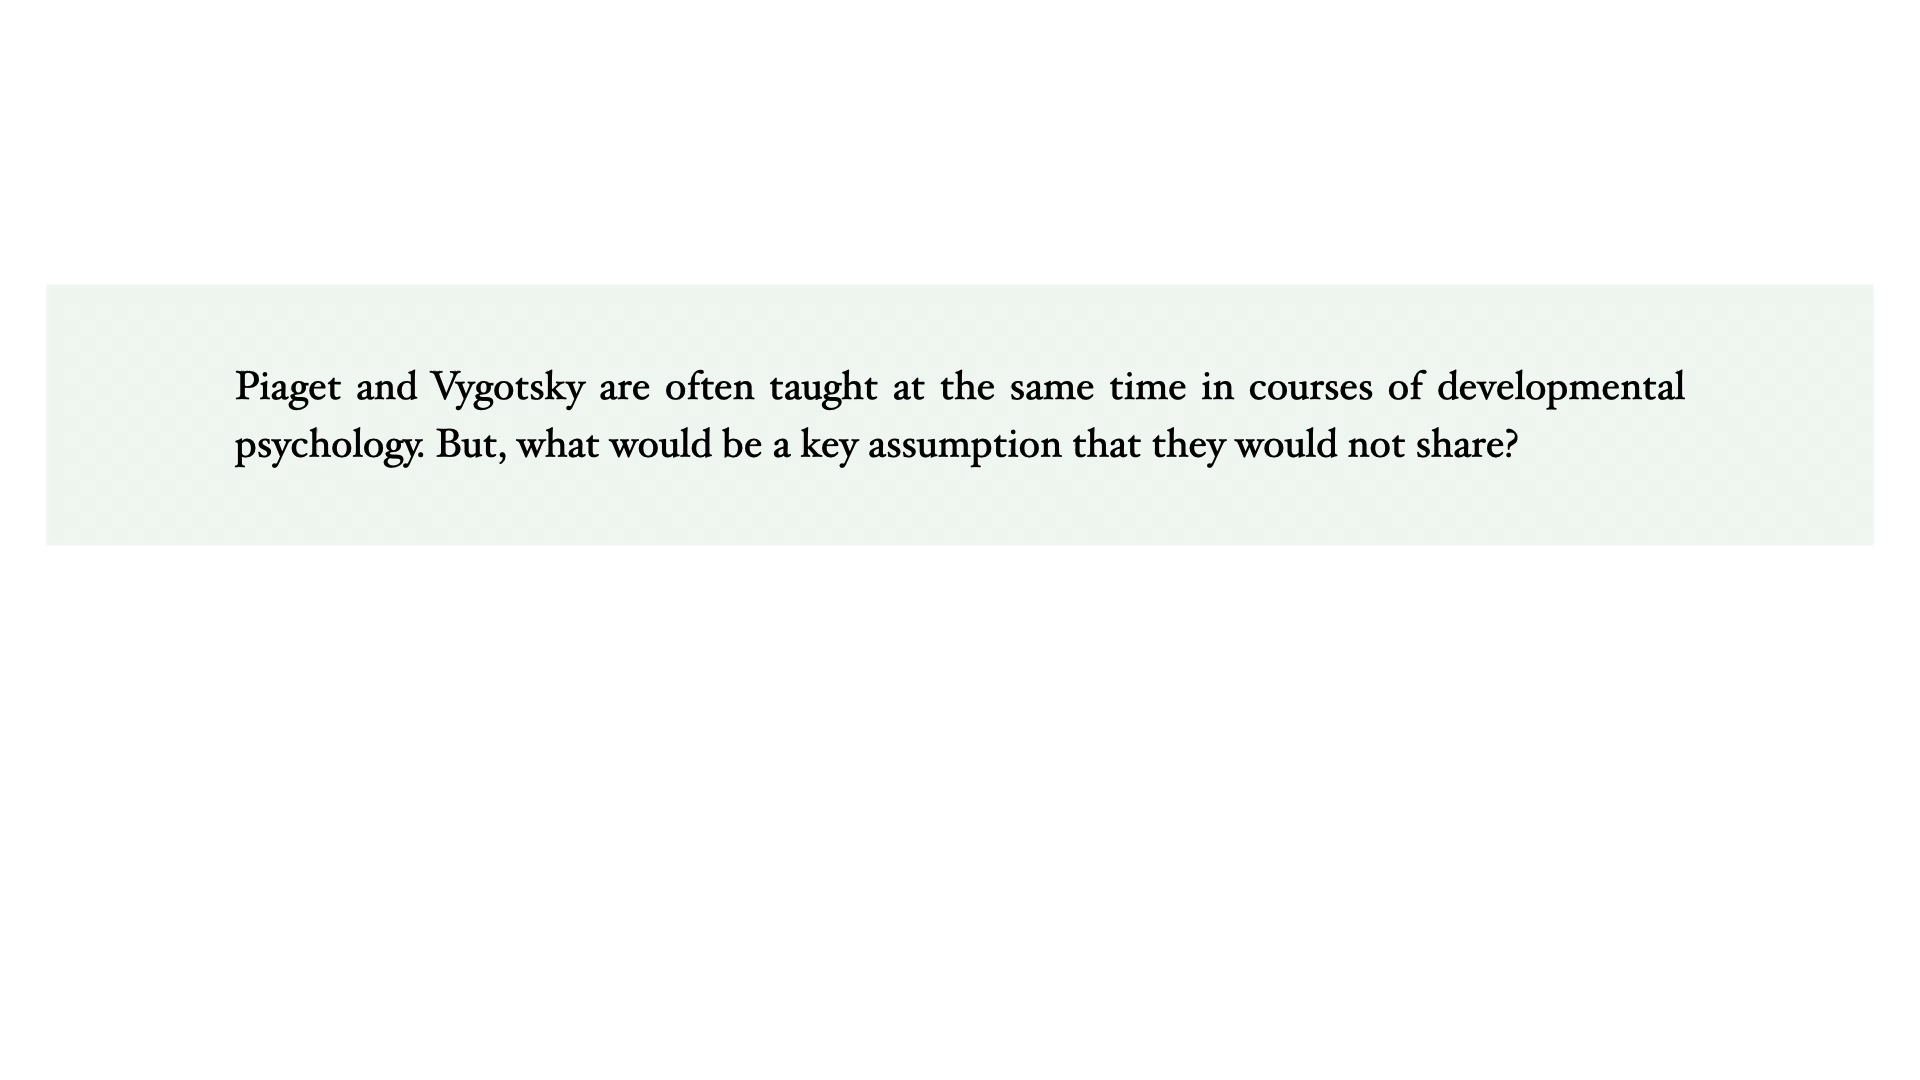 Piaget and Vygotsky are often taught at the same time in courses of developmental
psychology. But, what would be a key assumption that they would not share?